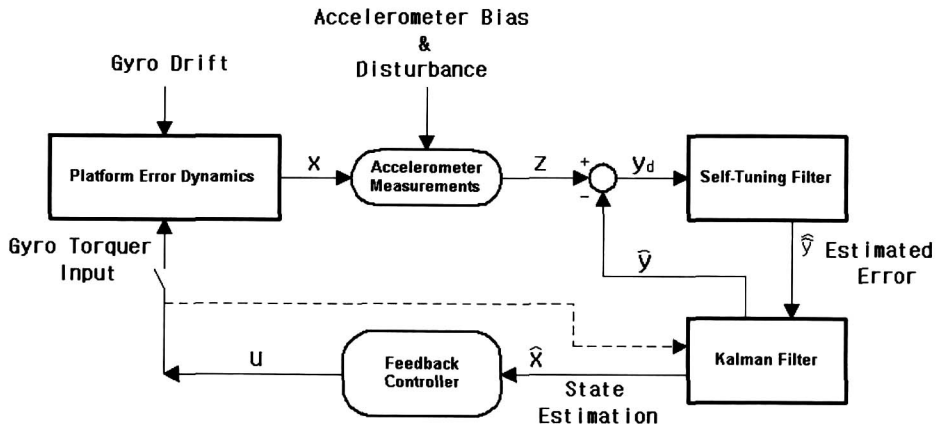 Accelerometer Bias
&
Disturbance
Gyro Drift
Platform Error Dynamics
x
Accelerometer
Measurements
z
+
−
y_d
Self-Tuning Filter
Gyro Torquer
Input
ŷ
ŷ̂ Estimated
Error
u
Feedback
Controller
x̂
State
Estimation
Kalman Filter